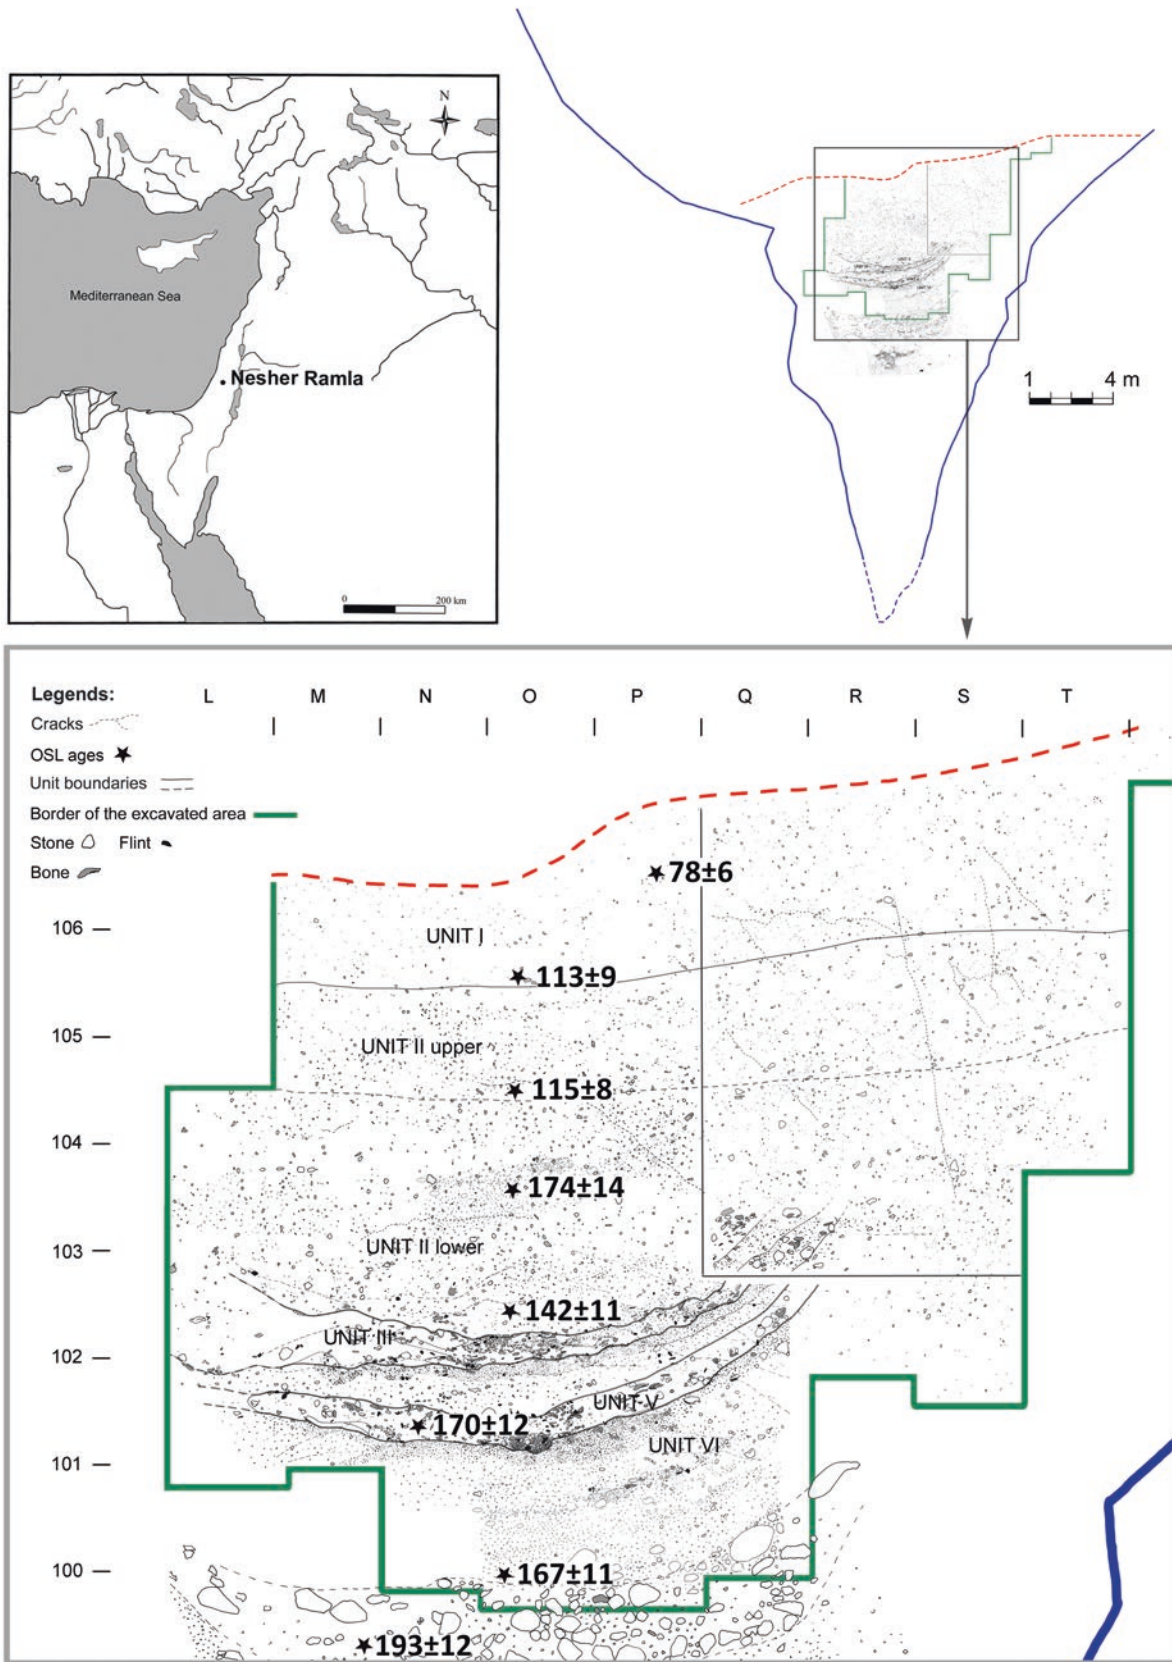 N
Mediterranean Sea
Nesher Ramla
0 200 km
1 4 m
Legends:
Cracks
OSL ages
Unit boundaries
Border of the excavated area
Stone Flint
Bone
L M N O P Q R S T
78±6
106
UNIT I
113±9
105
UNIT II upper
115±8
104
174±14
103
UNIT II lower
142±11
UNIT III
102
UNIT V
170±12
UNIT VI
101
100
167±11
193±12